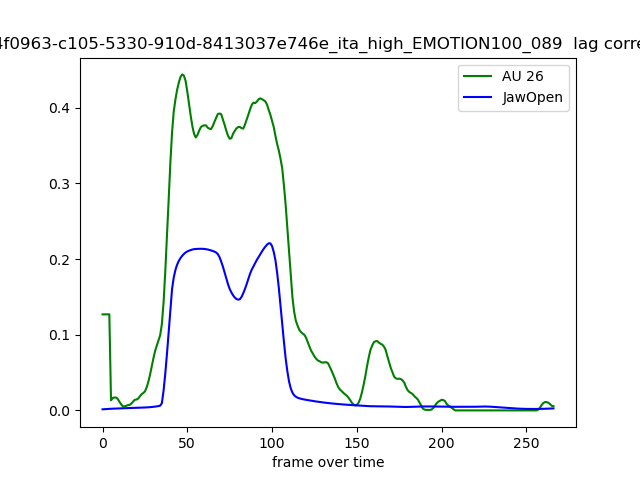 4f0963-c105-5330-910d-8413037e746e_ita_high_EMOTION100_089 lag corre
AU 26
JawOpen
0.4
0.3
0.2
0.1
0.0
0 50 100 150 200 250
frame over time